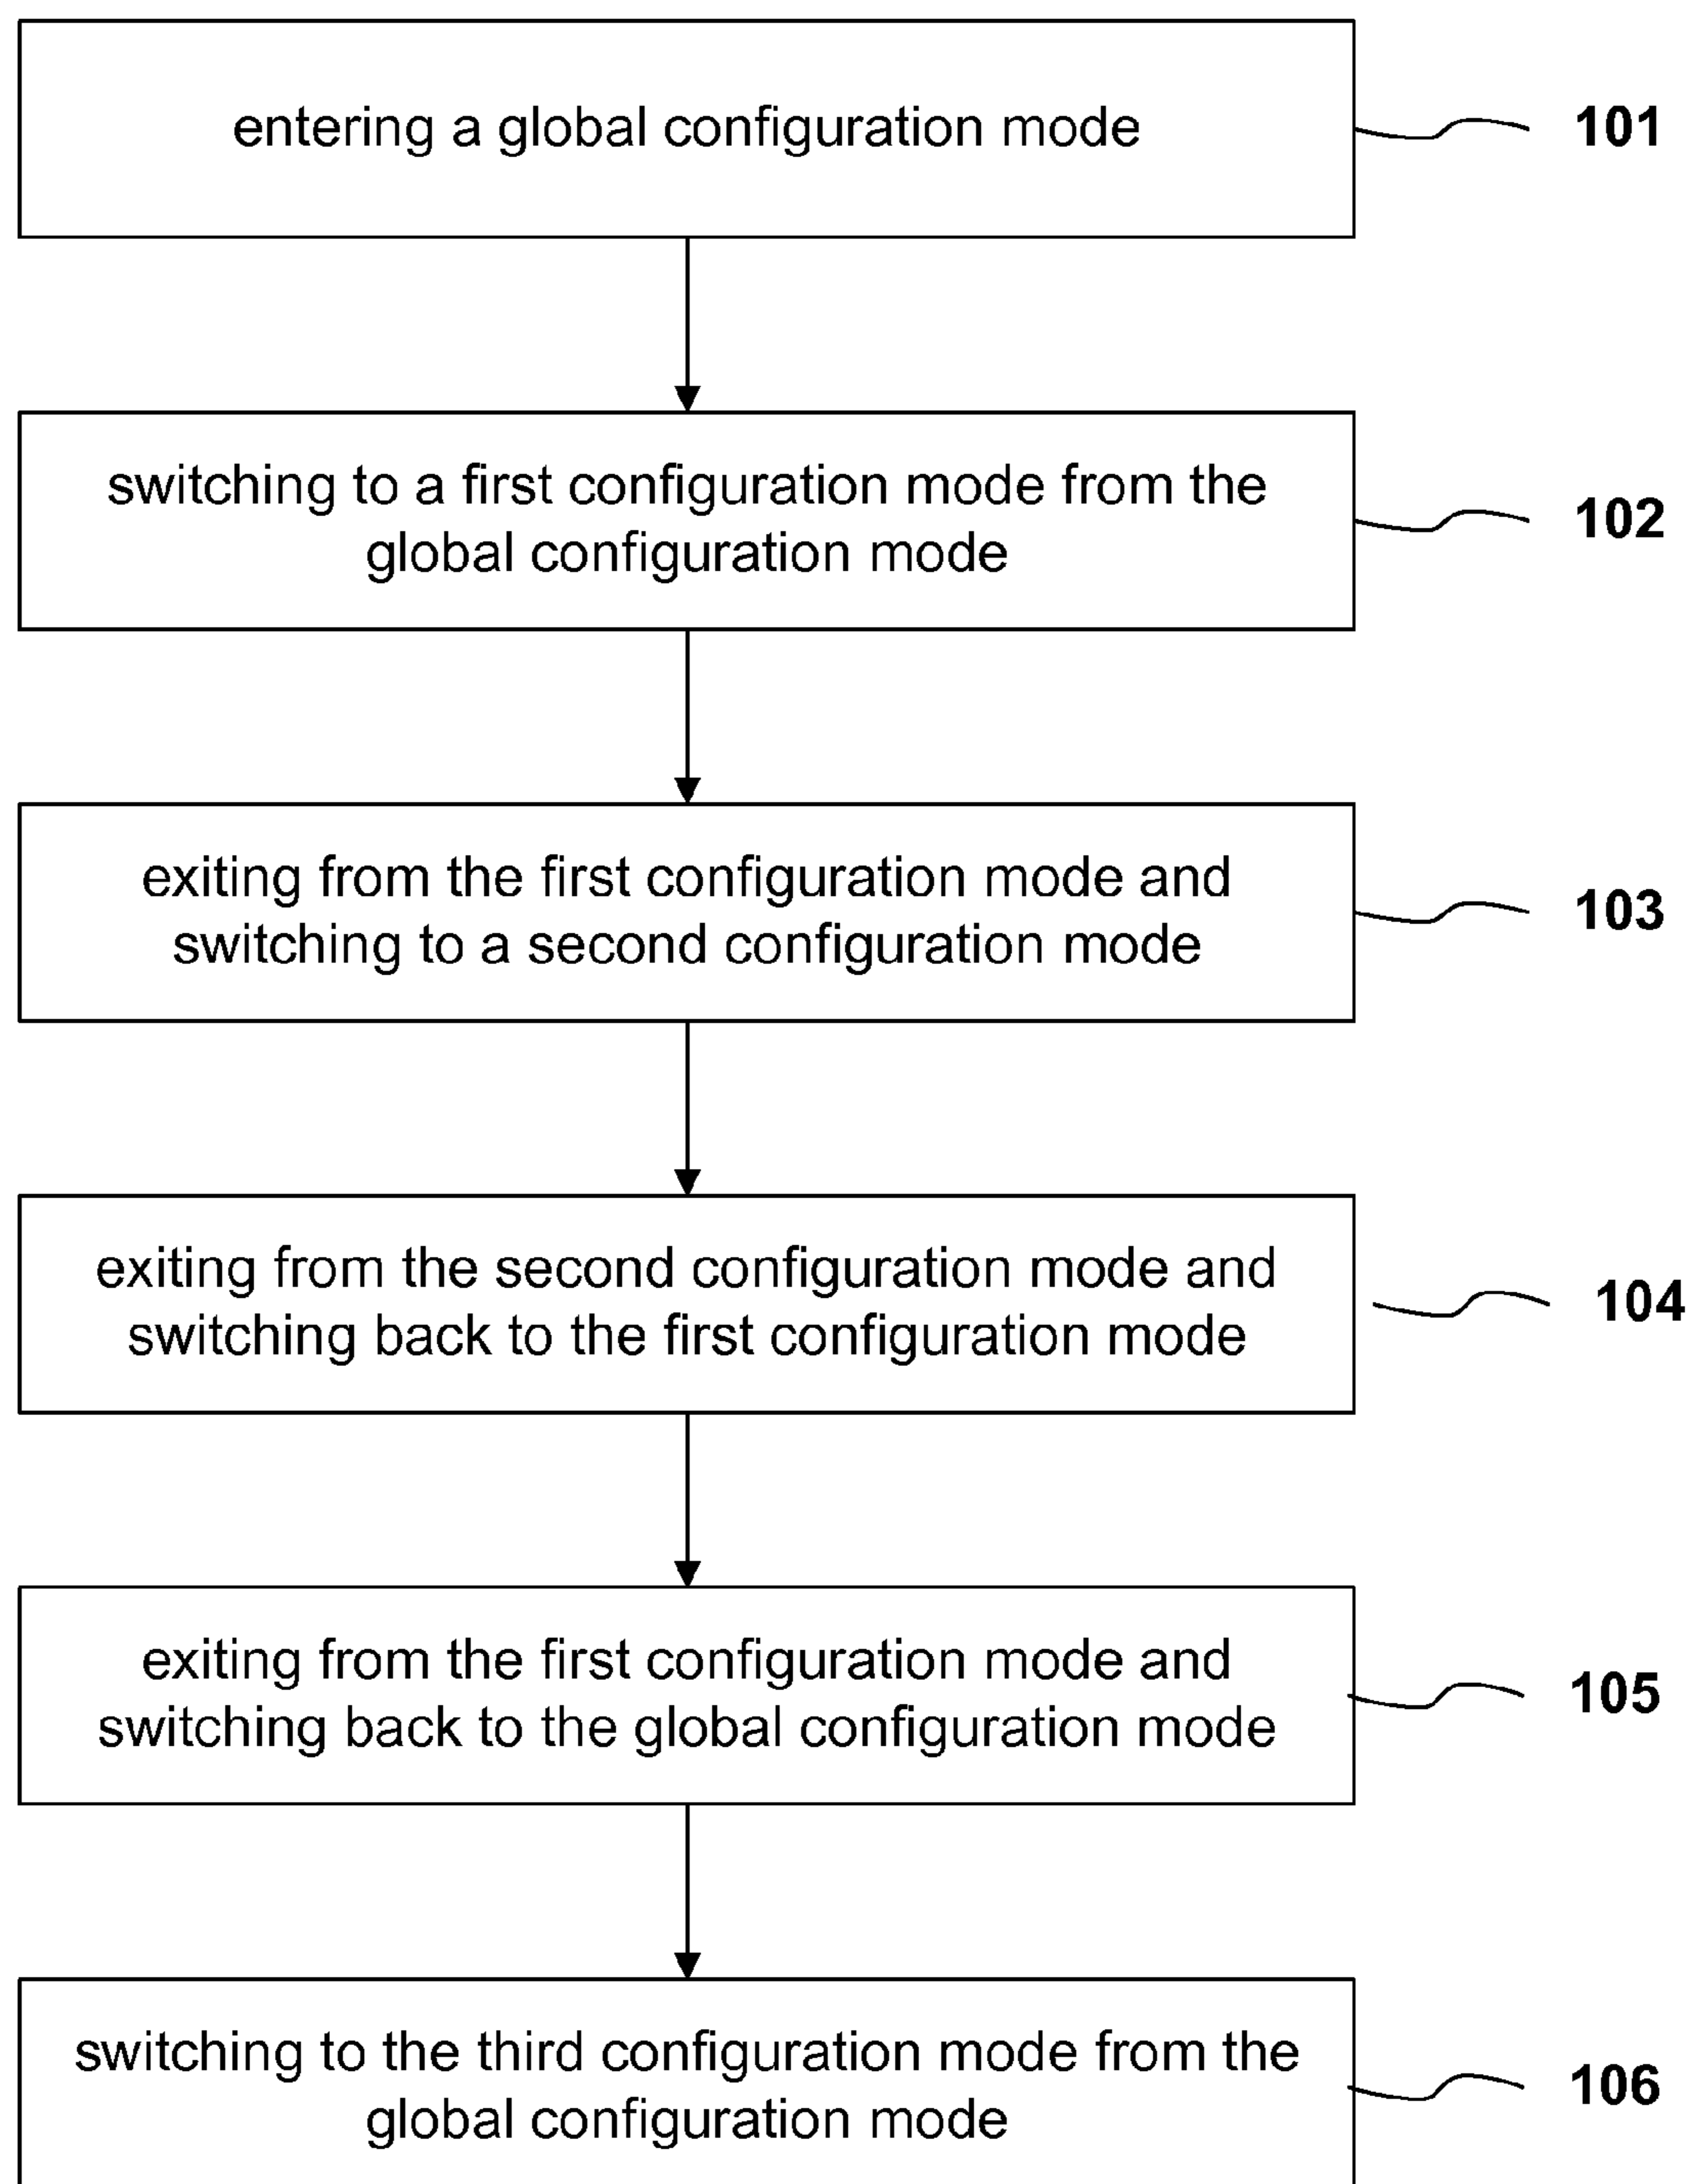 entering a global configuration mode
101
switching to a first configuration mode from the
global configuration mode
102
exiting from the first configuration mode and
switching to a second configuration mode
103
exiting from the second configuration mode and
switching back to the first configuration mode
104
exiting from the first configuration mode and
switching back to the global configuration mode
105
switching to the third configuration mode from the
global configuration mode
106